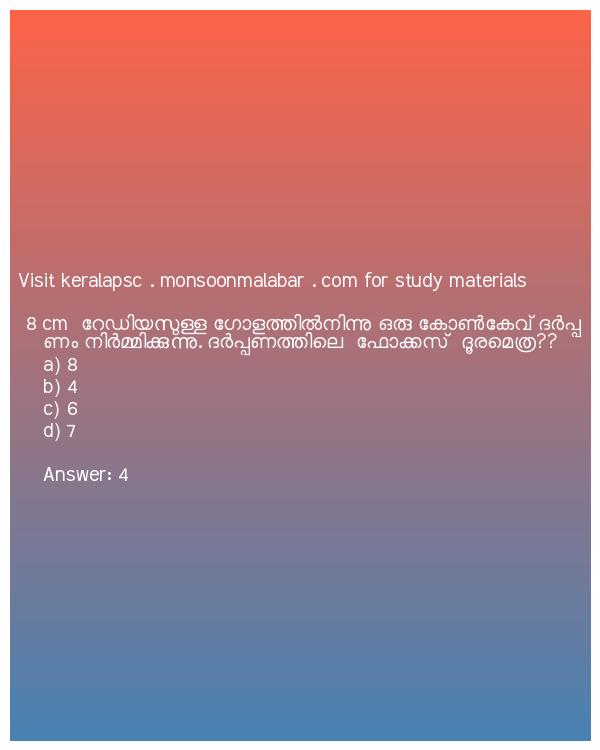 Visit keralapsc . monsoonmalabar . com for study materials
8 cm റേഡിയസുള്ള ഗോളത്തിൽനിന്നു ഒരു കോൺകേവ് ദർപ്പ
ണം നിർമ്മിക്കുന്നു. ദർപ്പണത്തിലെ ഫോക്കസ് ദൂരമെത്ര??
a) 8
b) 4
c) 6
d) 7
Answer: 4